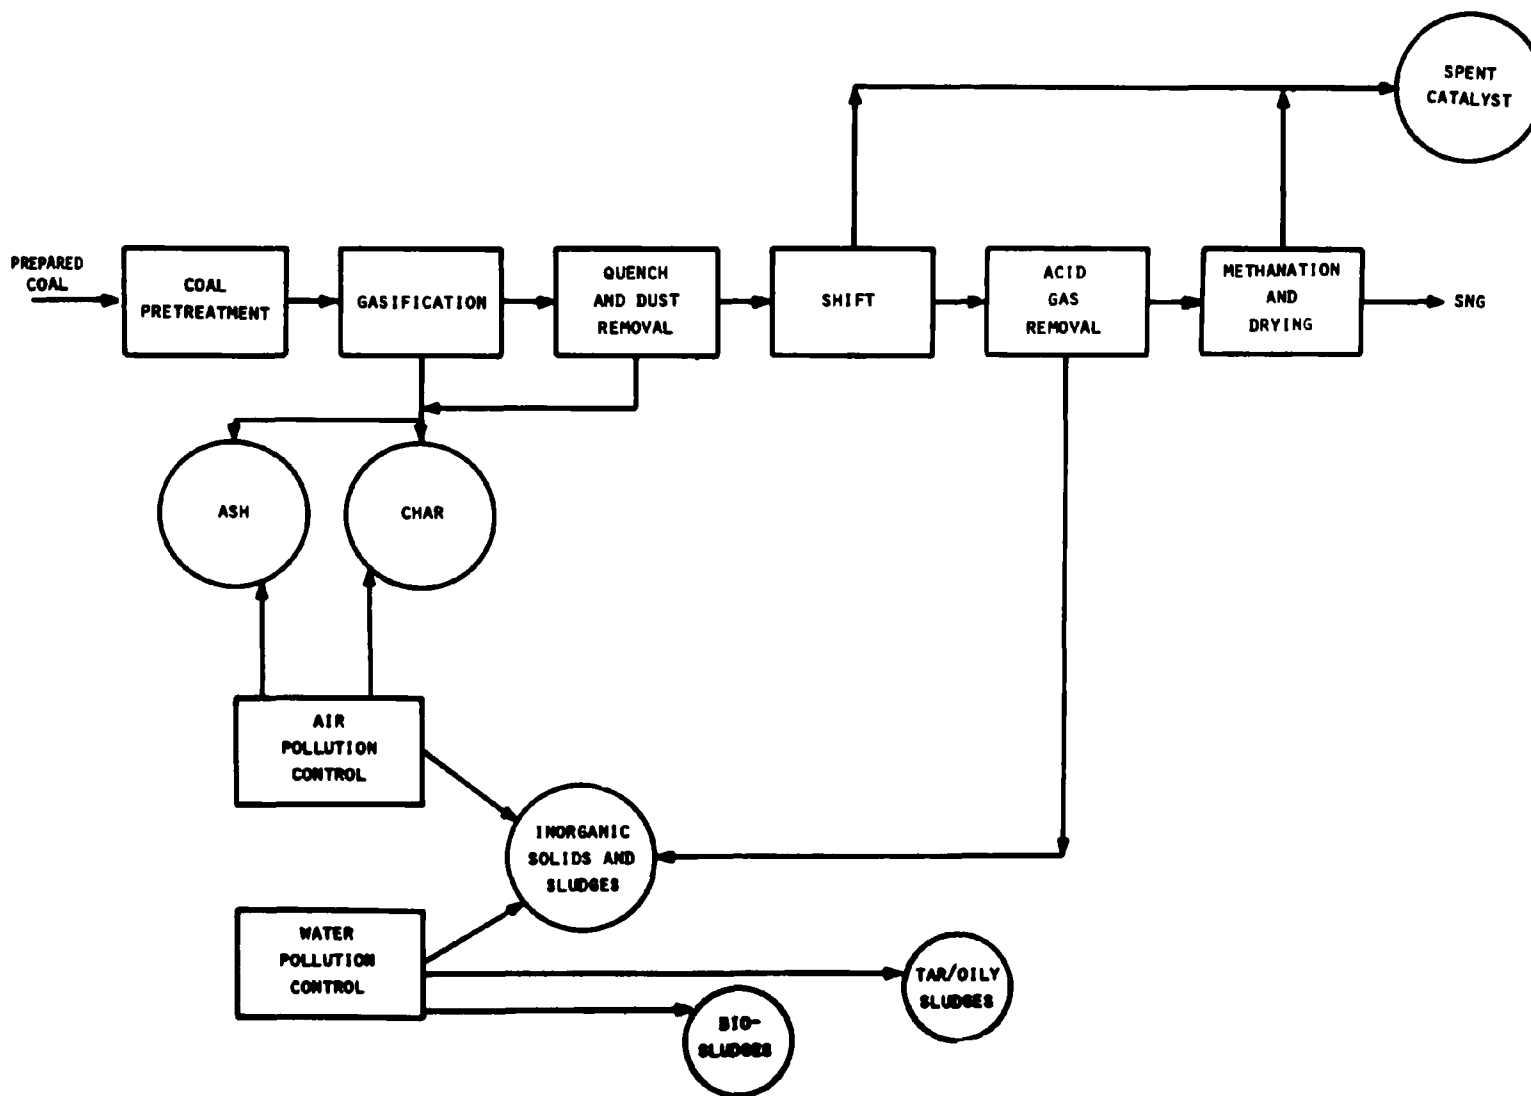 SPENT
CATALYST
PREPARED
COAL
COAL
PRETREATMENT
GASIFICATION
QUENCH
AND DUST
REMOVAL
SHIFT
ACID
GAS
REMOVAL
METHANATION
AND
DRYING
SNG
ASH
CHAR
AIR
POLLUTION
CONTROL
INORGANIC
SOLIDS AND
SLUDGES
WATER
POLLUTION
CONTROL
TAR/OILY
SLUDGES
BIO-
SLUDGES